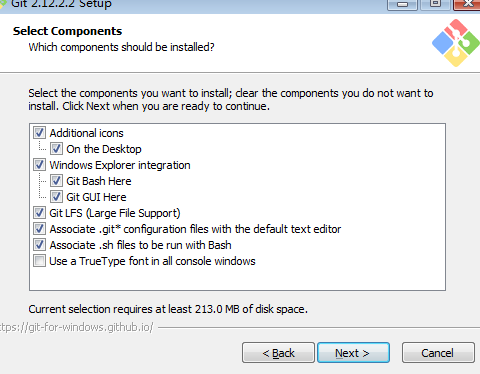 Git 2.12.2.2 Setup
Select Components
Which components should be installed?
Select the components you want to install; clear the components you do not want to
install. Click Next when you are ready to continue.
Additional icons
On the Desktop
Windows Explorer integration
Git Bash Here
Git GUI Here
Git LFS (Large File Support)
Associate .git* configuration files with the default text editor
Associate .sh files to be run with Bash
Use a TrueType font in all console windows
Current selection requires at least 213.0 MB of disk space.
ttps://git-for-windows.github.io/
< Back
Next >
Cancel